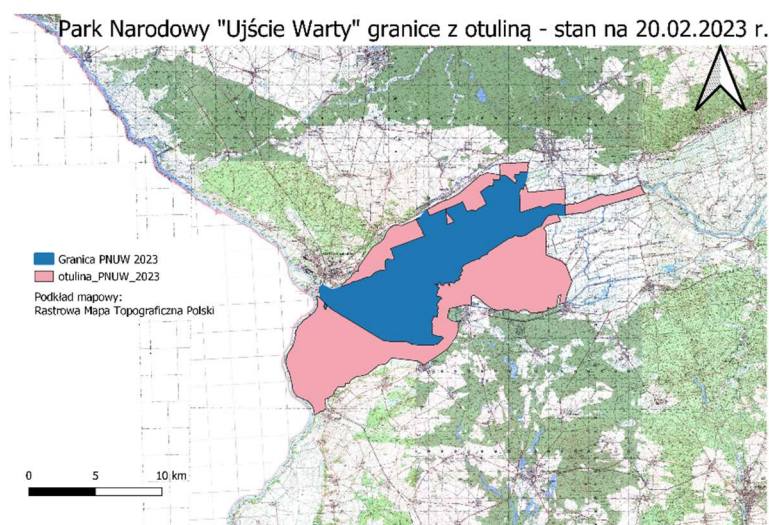 Park Narodowy "Ujście Warty" granice z otuliną - stan na 20.02.2023 r.
Granica PNUW 2023
otulina_PNUW_2023
Podkład mapowy:
Rastrowa Mapa Topograficzna Polski
0 5 10 km